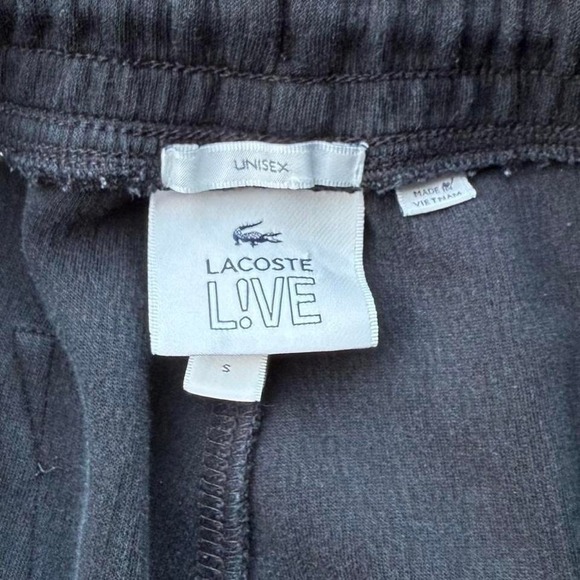 UNISEX
MADE IN
VIETNAM
LACOSTE
L!VE
S